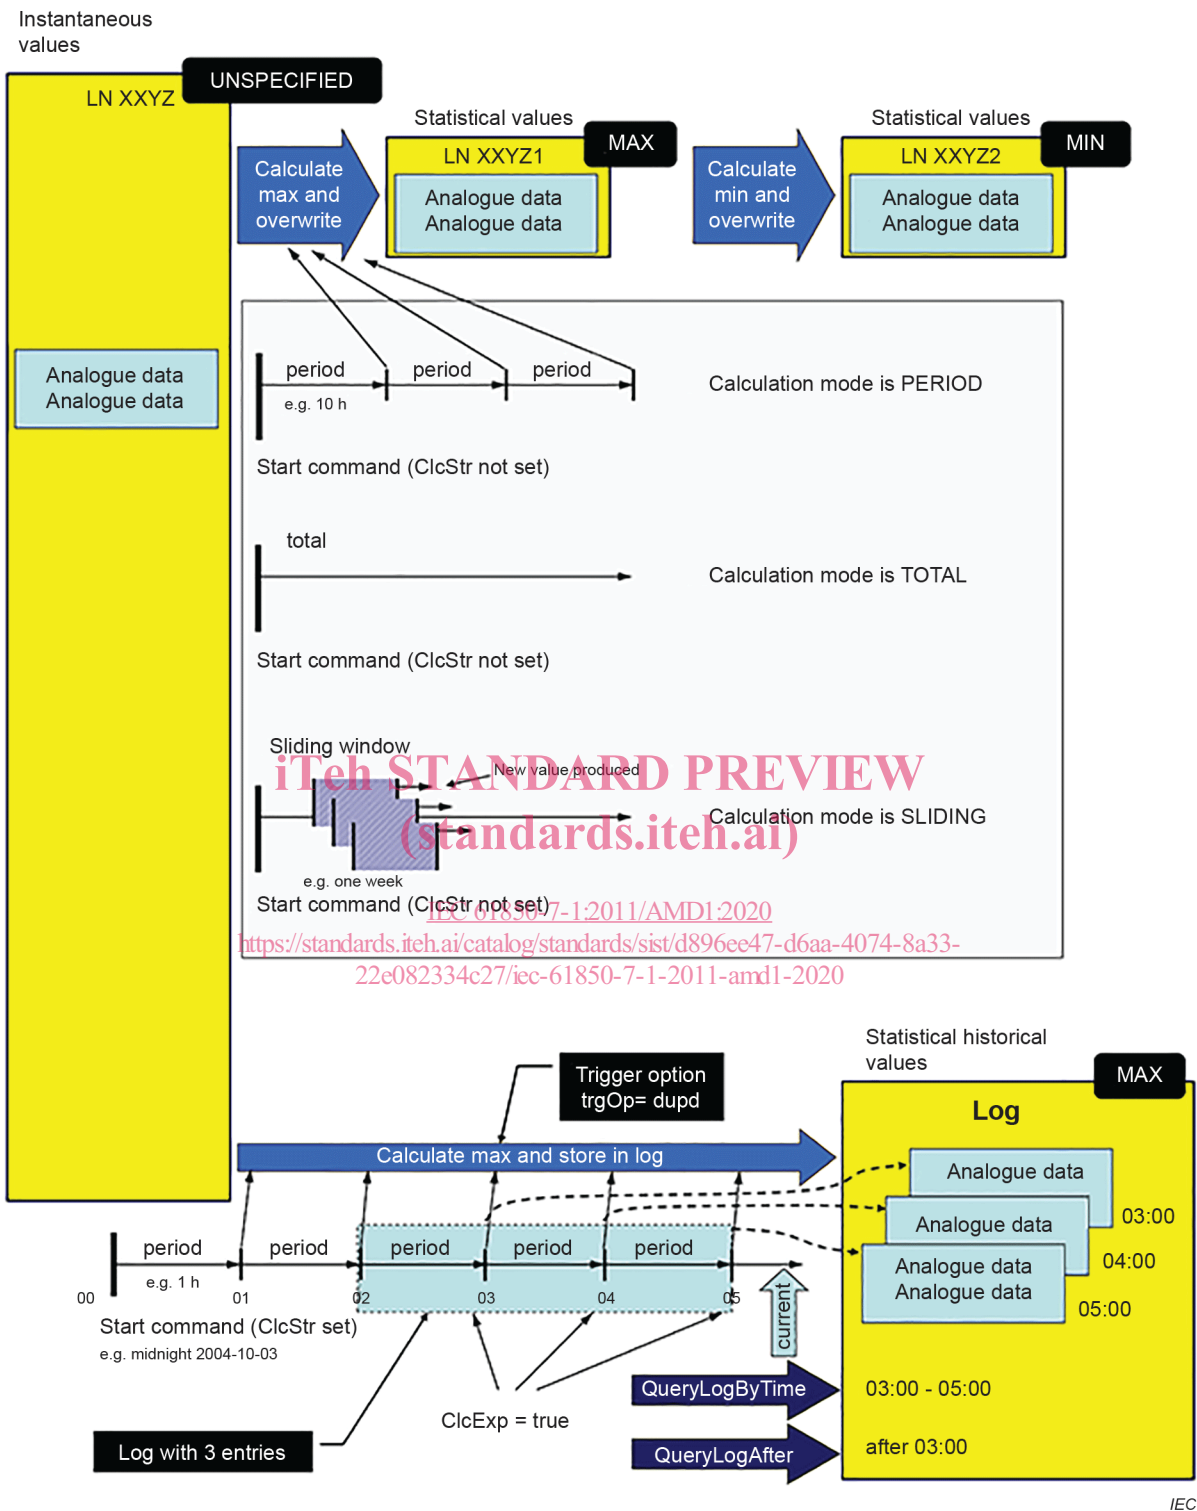 Instantaneous
values
UNSPECIFIED
LN XXYZ
Statistical values
MAX
LN XXYZ1
Analogue data
Analogue data
Calculate
max and
overwrite
Statistical values
MIN
LN XXYZ2
Analogue data
Analogue data
Calculate
min and
overwrite
Analogue data
Analogue data
period
period
period
e.g. 10 h
Calculation mode is PERIOD
Start command (ClcStr not set)
total
Calculation mode is TOTAL
Start command (ClcStr not set)
Sliding window
New value produced
iTeh STANDARD PREVIEW
(standards.iteh.ai)
Calculation mode is SLIDING
e.g. one week
Start command (ClcStr not set)
IEC 61850-7-1:2011/AMD1:2020
https://standards.iteh.ai/catalog/standards/sist/d896ee47-d6aa-4074-8a33-
22e082334c27/iec-61850-7-1-2011-amd1-2020
Statistical historical
values
MAX
Log
Trigger option
trgOp= dupd
Calculate max and store in log
Analogue data
03:00
Analogue data
04:00
Analogue data
Analogue data
05:00
period
period
period
period
period
e.g. 1 h
00
01
02
03
04
05
current
Start command (ClcStr set)
e.g. midnight 2004-10-03
QueryLogByTime
03:00 - 05:00
ClcExp = true
Log with 3 entries
QueryLogAfter
after 03:00
IEC